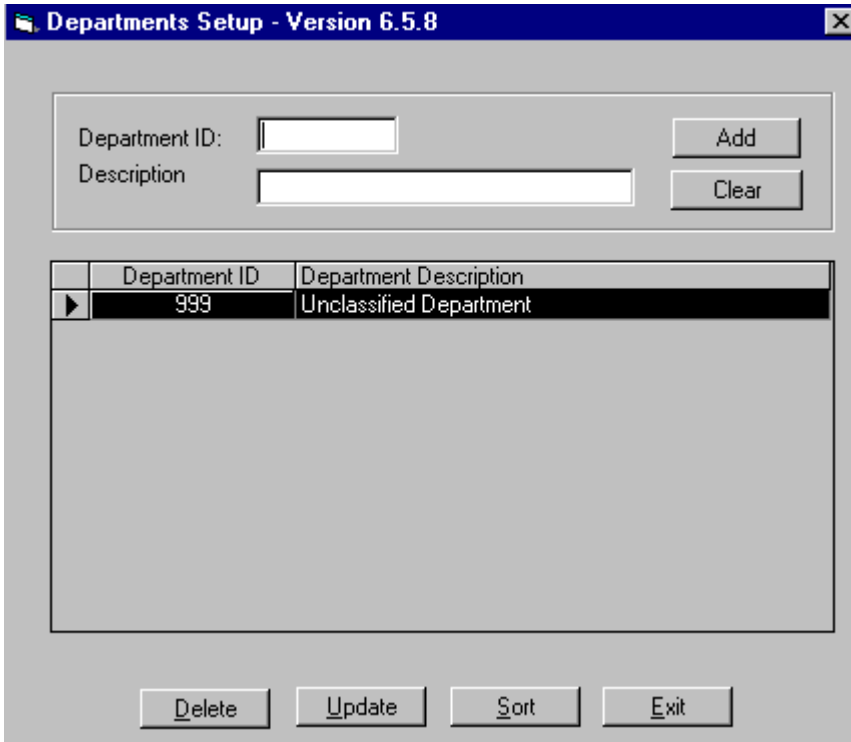 Departments Setup - Version 6.5.8
Department ID:
Add
Description
Clear
Department ID Department Description
999 Unclassified Department
Delete Update Sort Exit